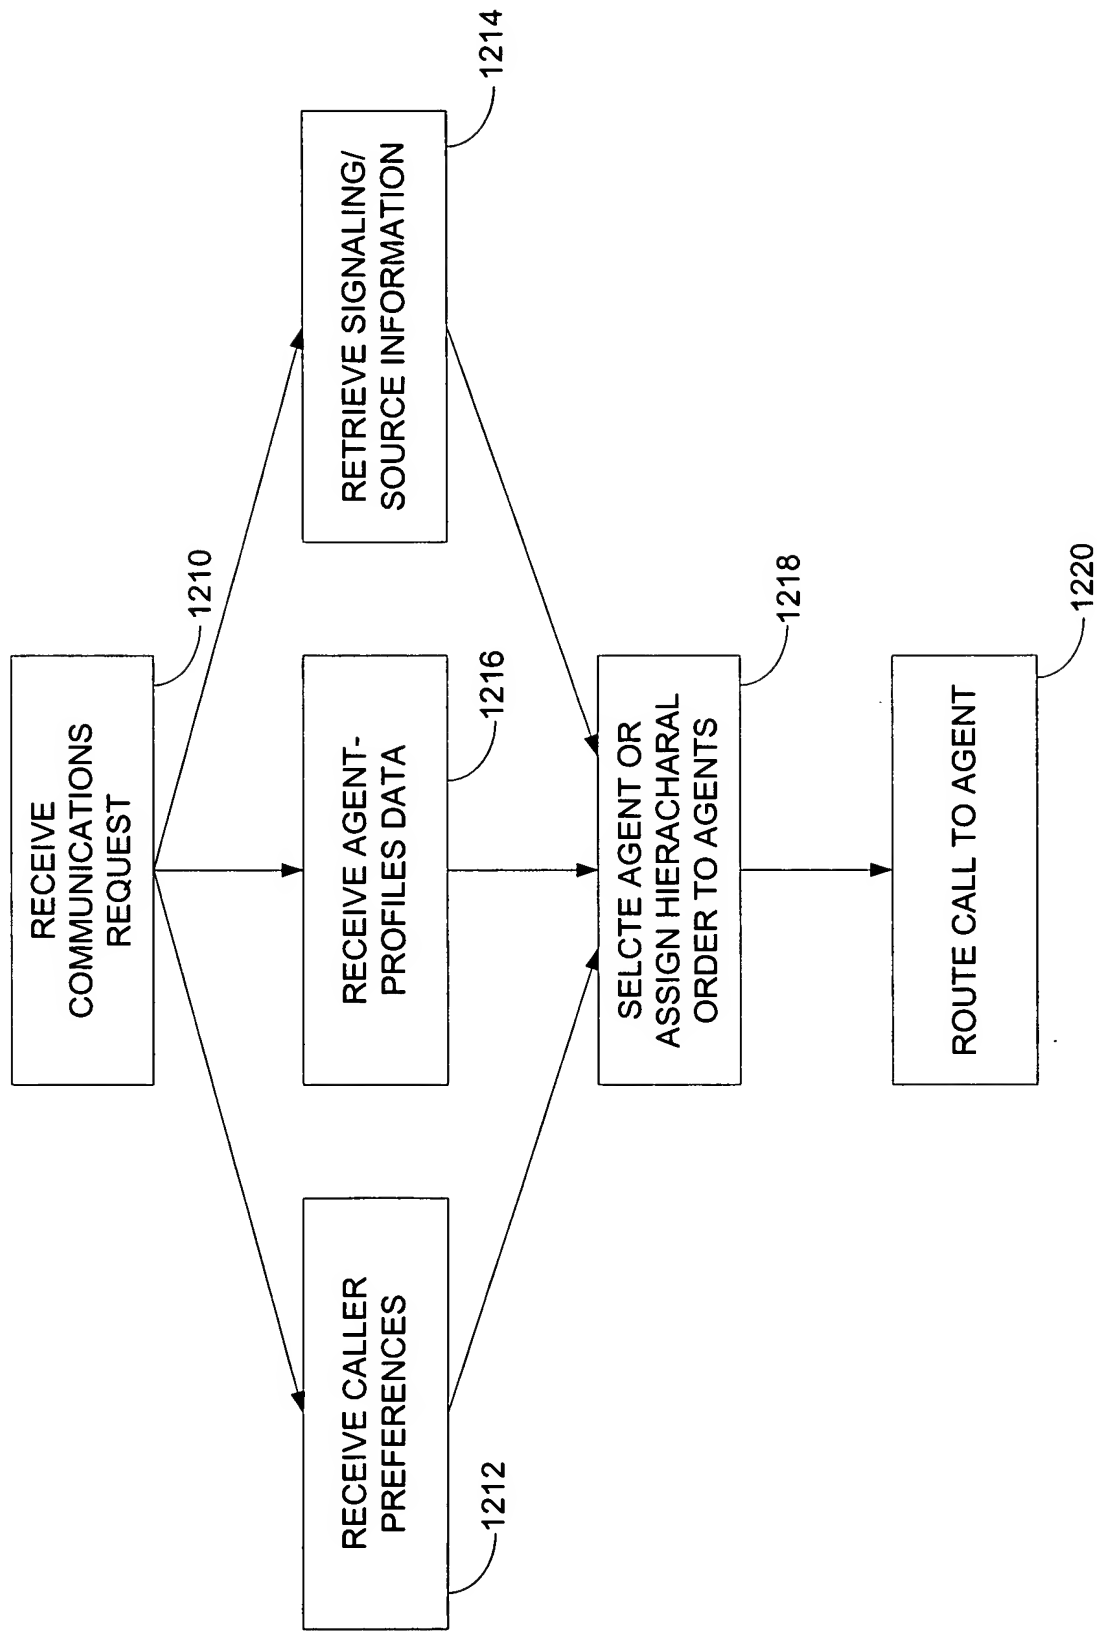 RECEIVE
COMMUNICATIONS
REQUEST
1210
RECEIVE CALLER
PREFERENCES
1212
RECEIVE AGENT-
PROFILES DATA
1216
RETRIEVE SIGNALING/
SOURCE INFORMATION
1214
SELCTE AGENT OR
ASSIGN HIERACHARAL
ORDER TO AGENTS
1218
ROUTE CALL TO AGENT
1220